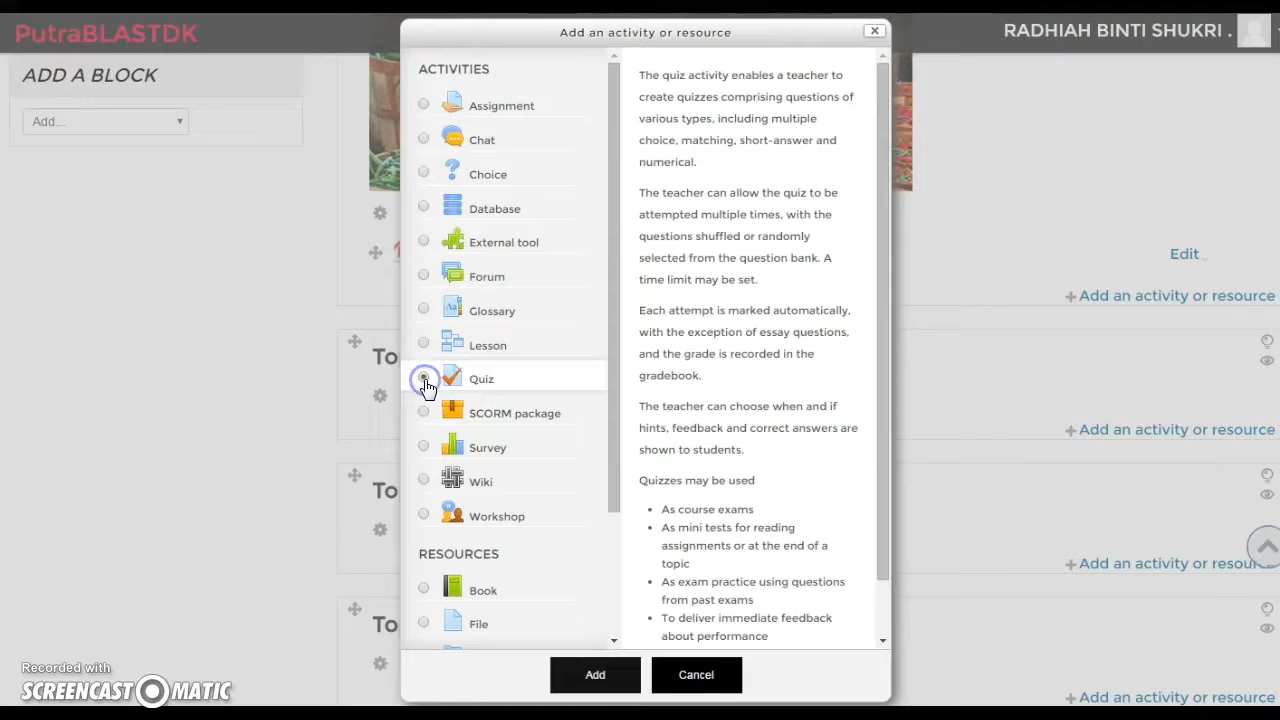 PutraBLASTDK
RADHIAH BINTI SHUKRI .
ADD A BLOCK
Add...
Add an activity or resource
ACTIVITIES
Assignment
Chat
Choice
Database
External tool
Forum
Glossary
Lesson
Quiz
SCORM package
Survey
Wiki
Workshop
RESOURCES
Book
File
The quiz activity enables a teacher to
create quizzes comprising questions of
various types, including multiple
choice, matching, short-answer and
numerical.
The teacher can allow the quiz to be
attempted multiple times, with the
questions shuffled or randomly
selected from the question bank. A
time limit may be set.
Each attempt is marked automatically,
with the exception of essay questions,
and the grade is recorded in the
gradebook.
The teacher can choose when and if
hints, feedback and correct answers are
shown to students.
Quizzes may be used
• As course exams
• As mini tests for reading
assignments or at the end of a
topic
• As exam practice using questions
from past exams
• To deliver immediate feedback
about performance
Add
Cancel
Edit
+Add an activity or resource
To
+Add an activity or resource
To
+Add an activity or resource
To
+Add an activity or resource
Recorded with
SCREENCAST-O-MATIC